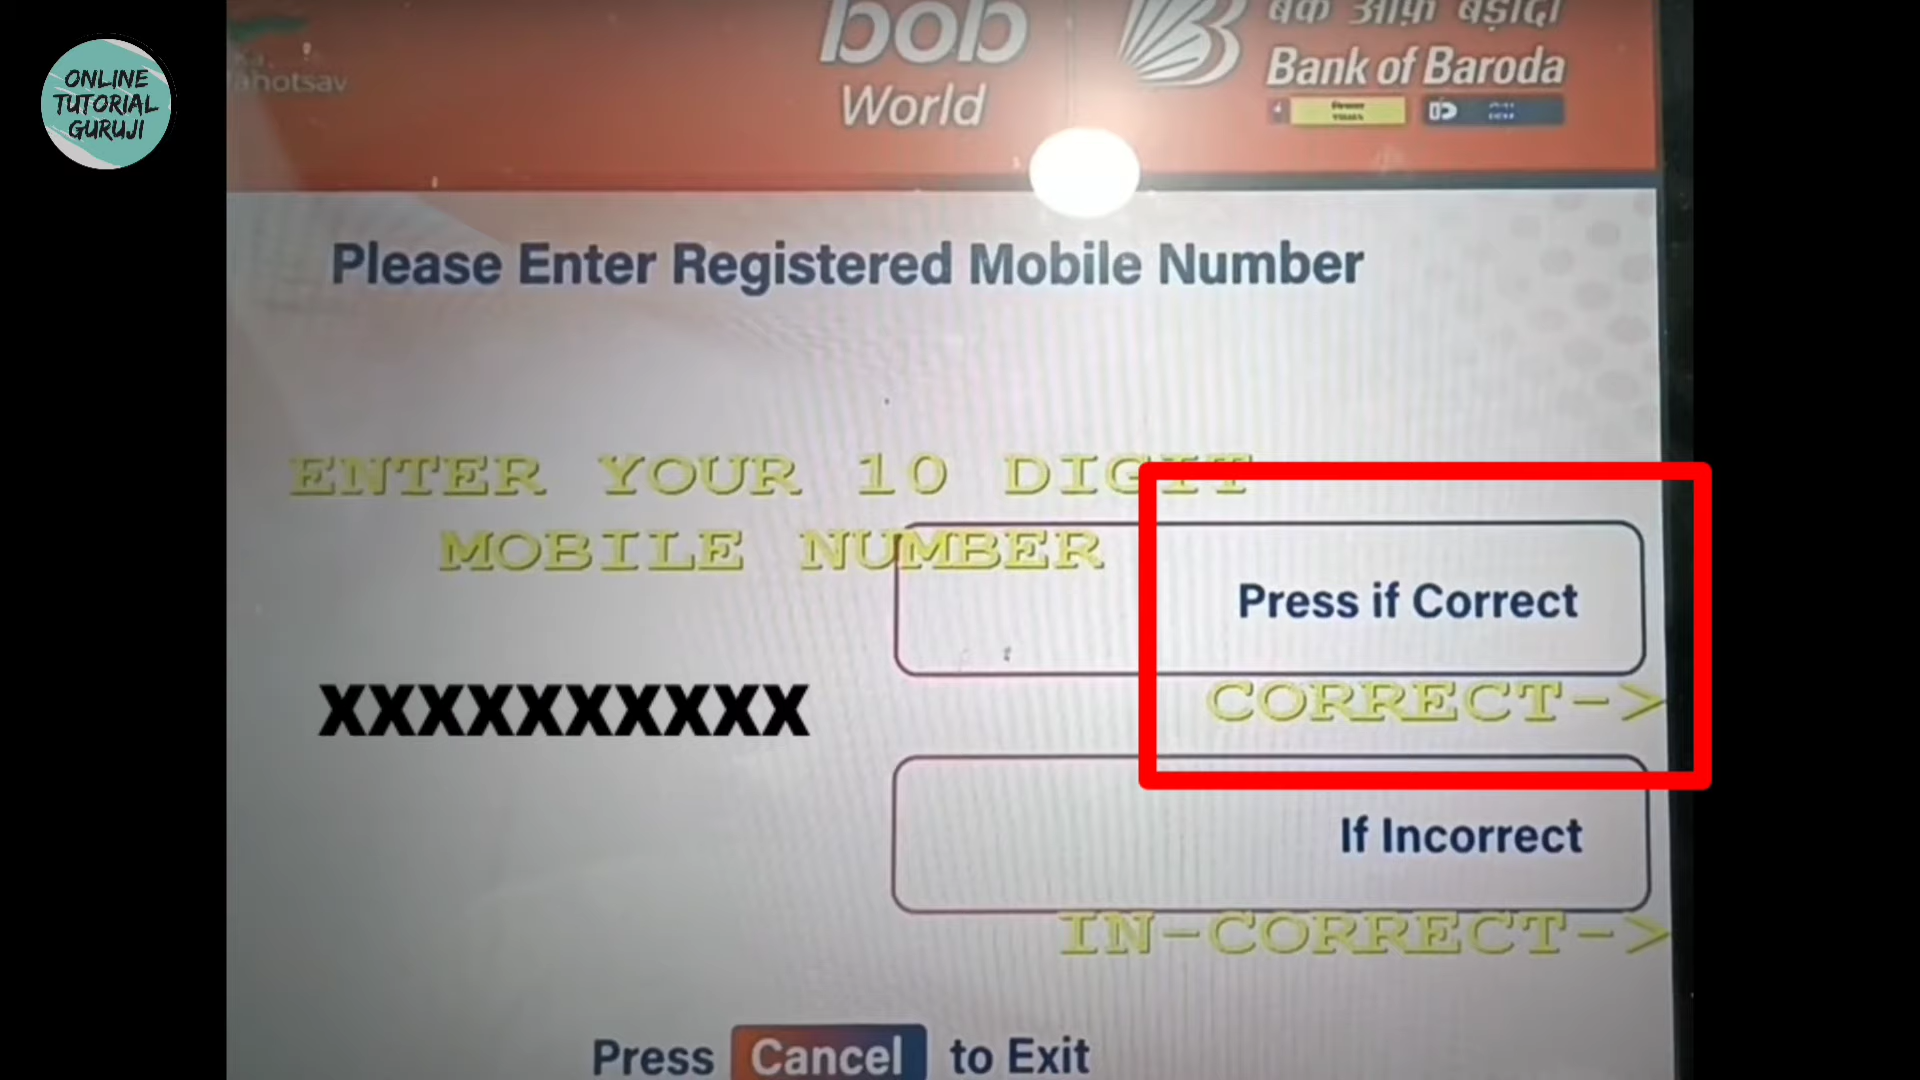 ONLINE
TUTORIAL
GURUJI
bob
World
बैंक ऑफ़ बड़ौदा
Bank of Baroda
Please Enter Registered Mobile Number
ENTER YOUR 10 DIGIT
MOBILE NUMBER
Press if Correct
XXXXXXXXXX
CORRECT->
If Incorrect
IN-CORRECT->
Press Cancel to Exit